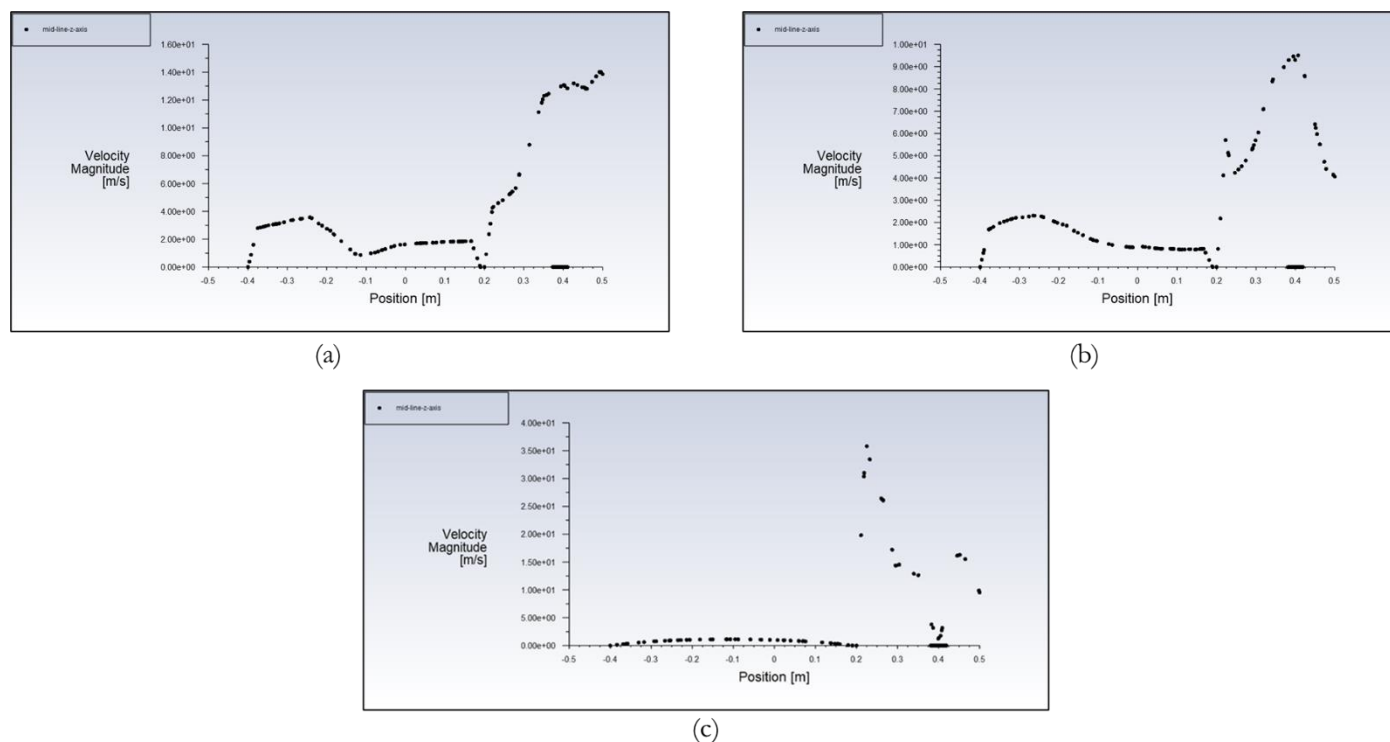 mid-line-z-axis
1.60e+01
1.40e+01
1.20e+01
1.00e+01
8.00e+00
6.00e+00
4.00e+00
2.00e+00
0.00e+00
Velocity
Magnitude
[m/s]
-0.5 -0.4 -0.3 -0.2 -0.1 0 0.1 0.2 0.3 0.4 0.5
Position [m]
(a)
mid-line-z-axis
1.00e+01
9.00e+00
8.00e+00
7.00e+00
6.00e+00
5.00e+00
4.00e+00
3.00e+00
2.00e+00
1.00e+00
0.00e+00
Velocity
Magnitude
[m/s]
-0.5 -0.4 -0.3 -0.2 -0.1 0 0.1 0.2 0.3 0.4 0.5
Position [m]
(b)
mid-line-z-axis
4.00e+01
3.50e+01
3.00e+01
2.50e+01
2.00e+01
1.50e+01
1.00e+01
5.00e+00
0.00e+00
Velocity
Magnitude
[m/s]
-0.5 -0.4 -0.3 -0.2 -0.1 0 0.1 0.2 0.3 0.4 0.5
Position [m]
(c)